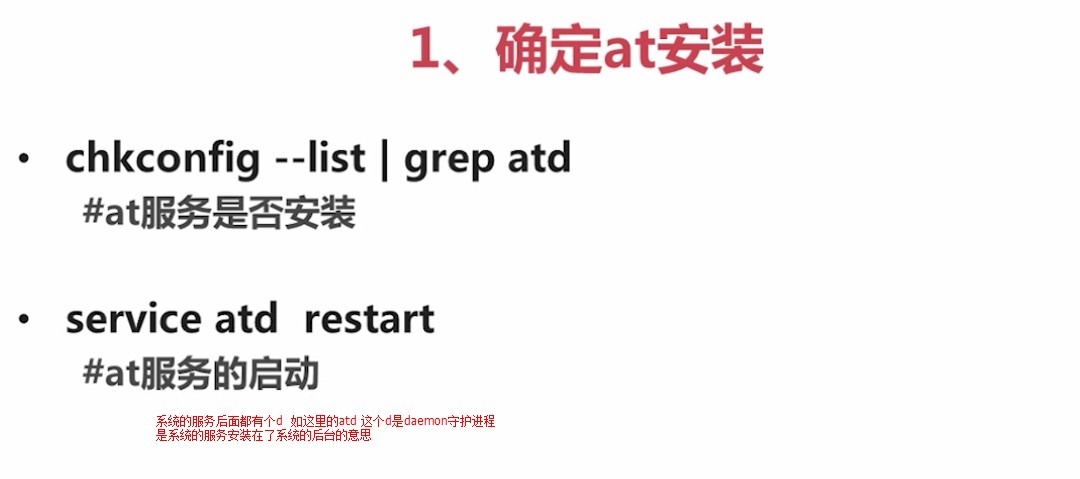 1、确定at安装
• chkconfig --list | grep atd
#at服务是否安装
• service atd restart
#at服务的启动
系统的服务后面都有个d 如这里的atd 这个d是daemon守护进程
是系统的服务安装在了系统的后台的意思